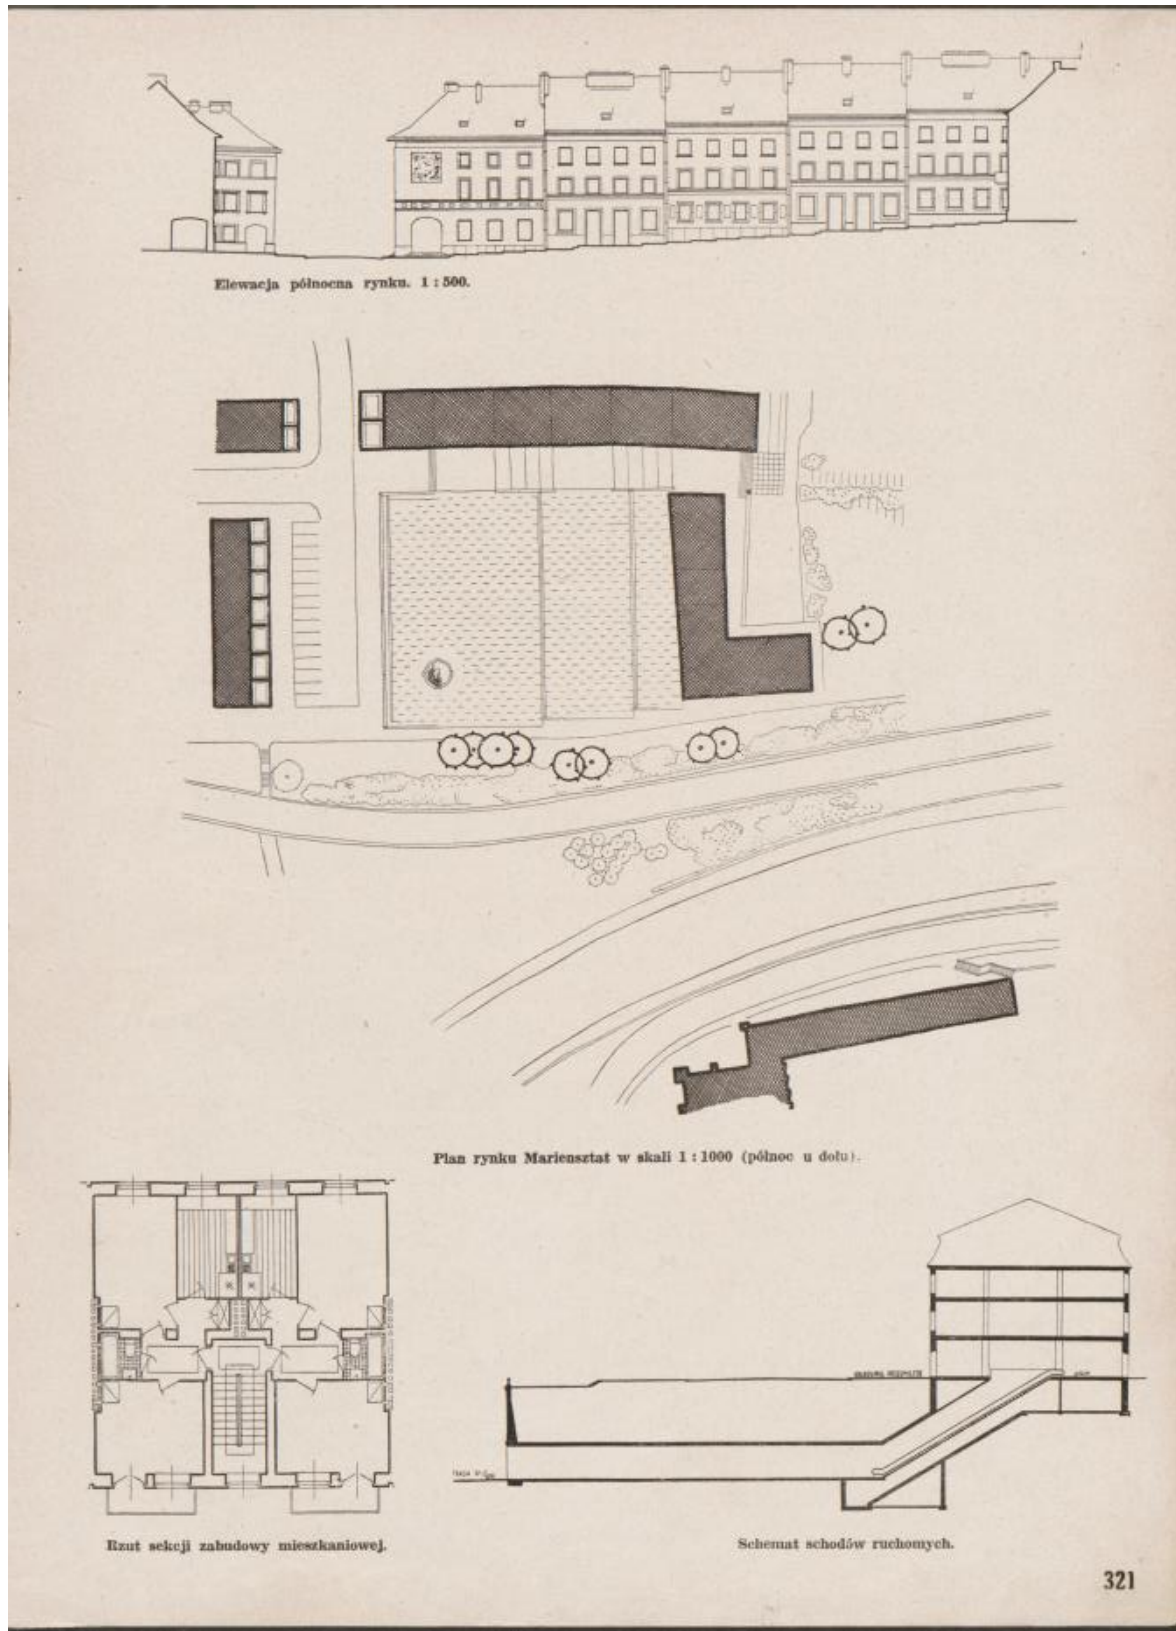 Elewacja północna rynku. 1 : 500.
Plan rynku Mariensztat w skali 1 : 1000 (północ u dołu).
TRASA W-Z
Rzut sekcji zabudowy mieszkaniowej.
Schemat schodów ruchomych.
321